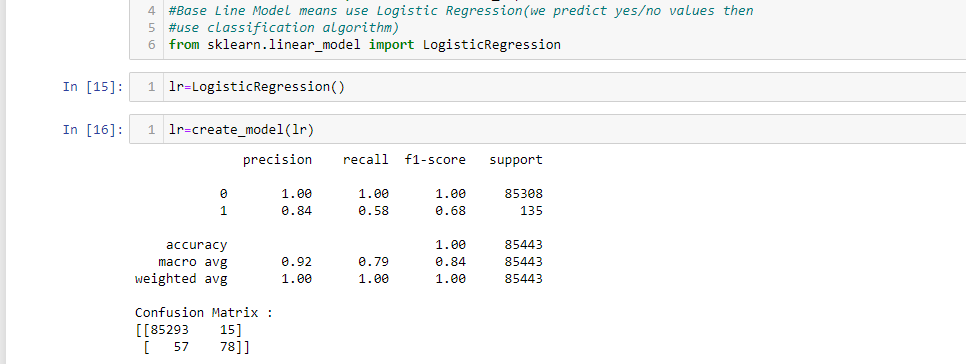 4 #Base Line Model means use Logistic Regression(we predict yes/no values then
5 #use classification algorithm)
6 from sklearn.linear_model import LogisticRegression
In [15]: 1 lr=LogisticRegression()
In [16]: 1 lr=create_model(lr)
precision recall f1-score support
0 1.00 1.00 1.00 85308
1 0.84 0.58 0.68 135
accuracy 1.00 85443
macro avg 0.92 0.79 0.84 85443
weighted avg 1.00 1.00 1.00 85443
Confusion Matrix :
[[85293 15]
[ 57 78]]